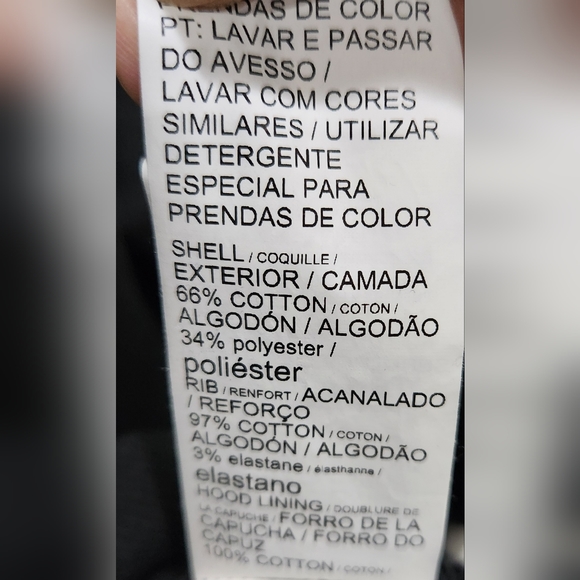 PRENDAS DE COLOR
PT: LAVAR E PASSAR
DO AVESSO /
LAVAR COM CORES
SIMILARES / UTILIZAR
DETERGENTE
ESPECIAL PARA
PRENDAS DE COLOR
SHELL / COQUILLE /
EXTERIOR / CAMADA
66% COTTON / COTON /
ALGODÓN / ALGODÃO
34% polyester /
poliéster
RIB / RENFORT / ACANALADO
/ REFORÇO
97% COTTON / COTON /
ALGODÓN / ALGODÃO
3% elastane / élasthanne /
elastano
HOOD LINING / DOUBLURE DE
LA CAPUCHE / FORRO DE LA
CAPUCHA / FORRO DO
CAPUZ
100% COTTON / COTON /